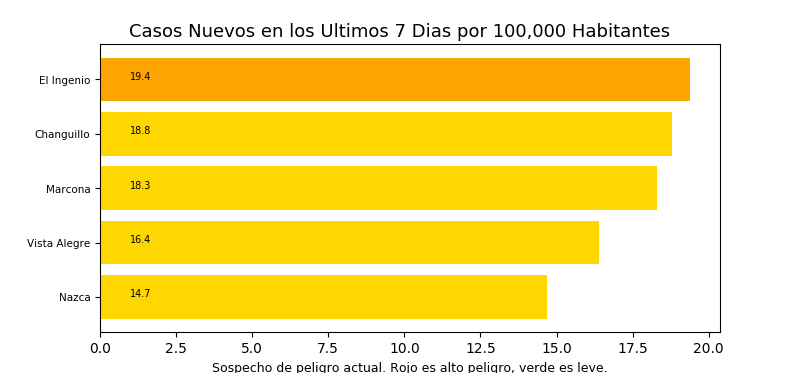 Casos Nuevos en los Ultimos 7 Dias por 100,000 Habitantes
El Ingenio 19.4
Changuillo 18.8
Marcona 18.3
Vista Alegre 16.4
Nazca 14.7
0.0 2.5 5.0 7.5 10.0 12.5 15.0 17.5 20.0
Sospecho de peligro actual. Rojo es alto peligro, verde es leve.